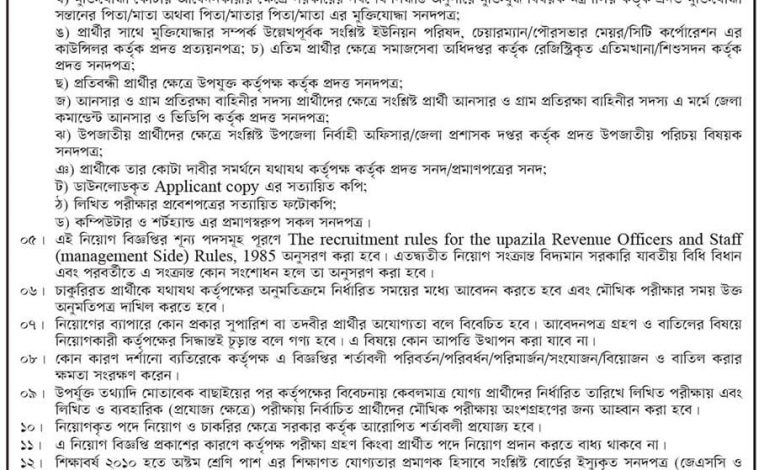 সন্তানের পিতা/মাতা অথবা পিতা/মাতার পিতা/মাতা এর মুক্তিযোদ্ধা সনদপত্র;
ঙ) প্রার্থীর সাথে মুক্তিযোদ্ধার সম্পর্ক উল্লেখপূর্বক সংশ্লিষ্ট ইউনিয়ন পরিষদ, চেয়ারম্যান/পৌরসভার মেয়র/সিটি কর্পোরেশন এর
কাউন্সিলর কর্তৃক প্রদত্ত প্রত্যয়নপত্র; চ) এতিম প্রার্থীর ক্ষেত্রে সমাজসেবা অধিদপ্তর কর্তৃক রেজিস্ট্রিকৃত এতিমখানা/শিশুসদন কর্তৃক
প্রদত্ত সনদপত্র;
ছ) প্রতিবন্ধী প্রার্থীর ক্ষেত্রে উপযুক্ত কর্তৃপক্ষ কর্তৃক প্রদত্ত সনদপত্র;
জ) আনসার ও গ্রাম প্রতিরক্ষা বাহিনীর সদস্য প্রার্থীদের ক্ষেত্রে সংশ্লিষ্ট প্রার্থী আনসার ও গ্রাম প্রতিরক্ষা বাহিনীর সদস্য এ মর্মে জেলা
কমান্ডেন্ট আনসার ও ভিডিপি কর্তৃক প্রদত্ত সনদপত্র;
ঝ) উপজাতীয় প্রার্থীদের ক্ষেত্রে সংশ্লিষ্ট উপজেলা নির্বাহী অফিসার/জেলা প্রশাসক দপ্তর কর্তৃক প্রদত্ত উপজাতীয় পরিচয় বিষয়ক
সনদপত্র;
ঞ) প্রার্থীকে তার কোটা দাবীর সমর্থনে যথাযথ কর্তৃপক্ষ কর্তৃক প্রদত্ত সনদ/প্রমাণপত্রের সনদ;
ট) ডাউনলোডকৃত Applicant copy এর সত্যায়িত কপি;
ঠ) লিখিত পরীক্ষার প্রবেশপত্রের সত্যায়িত ফটোকপি;
ড) কম্পিউটার ও শর্টহ্যান্ড এর প্রমাণস্বরুপ সকল সনদপত্র।
০৫। এই নিয়োগ বিজ্ঞপ্তির শূন্য পদসমূহ পূরণে The recruitment rules for the upazila Revenue Officers and Staff
(management Side) Rules, 1985 অনুসরণ করা হবে। এতদ্ব্যতীত নিয়োগ সংক্রান্ত বিদ্যমান সরকারি যাবতীয় বিধি বিধান
এবং পরবর্তীতে এ সংক্রান্ত কোন সংশোধন হলে তা অনুসরণ করা হবে।
০৬। চাকুরিরত প্রার্থীকে যথাযথ কর্তৃপক্ষের অনুমতিক্রমে নির্ধারিত সময়ের মধ্যে আবেদন করতে হবে এবং মৌখিক পরীক্ষার সময় উক্ত
অনুমতিপত্র দাখিল করতে হবে।
০৭। নিয়োগের ব্যাপারে কোন প্রকার সুপারিশ বা তদবীর প্রার্থীর অযোগ্যতা বলে বিবেচিত হবে। আবেদনপত্র গ্রহণ ও বাতিলের বিষয়ে
নিয়োগকারী কর্তৃপক্ষের সিদ্ধান্তই চূড়ান্ত বলে গণ্য হবে। এ বিষয়ে কোন আপত্তি উত্থাপন করা যাবে না।
০৮। কোন কারণ দর্শানো ব্যতিরেকে কর্তৃপক্ষ এ বিজ্ঞপ্তির শর্তাবলী পরিবর্তন/পরিবর্ধন/পরিমার্জন/সংযোজন/বিয়োজন ও বাতিল করার
ক্ষমতা সংরক্ষণ করেন।
০৯। উপর্যুক্ত তথ্যাদি মোতাবেক বাছাইয়ের পর কর্তৃপক্ষের বিবেচনায় কেবলমাত্র যোগ্য প্রার্থীদের নির্ধারিত তারিখে লিখিত পরীক্ষায় এবং
লিখিত ও ব্যবহারিক (প্রযোজ্য ক্ষেত্রে) পরীক্ষায় নির্বাচিত প্রার্থীদের মৌখিক পরীক্ষায় অংশগ্রহণের জন্য আহ্বান করা হবে।
১০। নিয়োগকৃত পদে নিয়োগ ও চাকরির ক্ষেত্রে সরকার কর্তৃক আরোপিত শর্তাবলী প্রযোজ্য হবে।
১১। এ নিয়োগ বিজ্ঞপ্তি প্রকাশের কারণে কর্তৃপক্ষ পরীক্ষা গ্রহণ কিংবা প্রার্থীত পদে নিয়োগ প্রদান করতে বাধ্য থাকবে না।
১২। শিক্ষাবর্ষ ২০১০ হতে অষ্টম শ্রেণি পাশ এর শিক্ষাগত যোগ্যতার প্রমাণক হিসাবে সংশ্লিষ্ট বোর্ডের ইস্যুকৃত সনদপত্র (জেএসসি ও